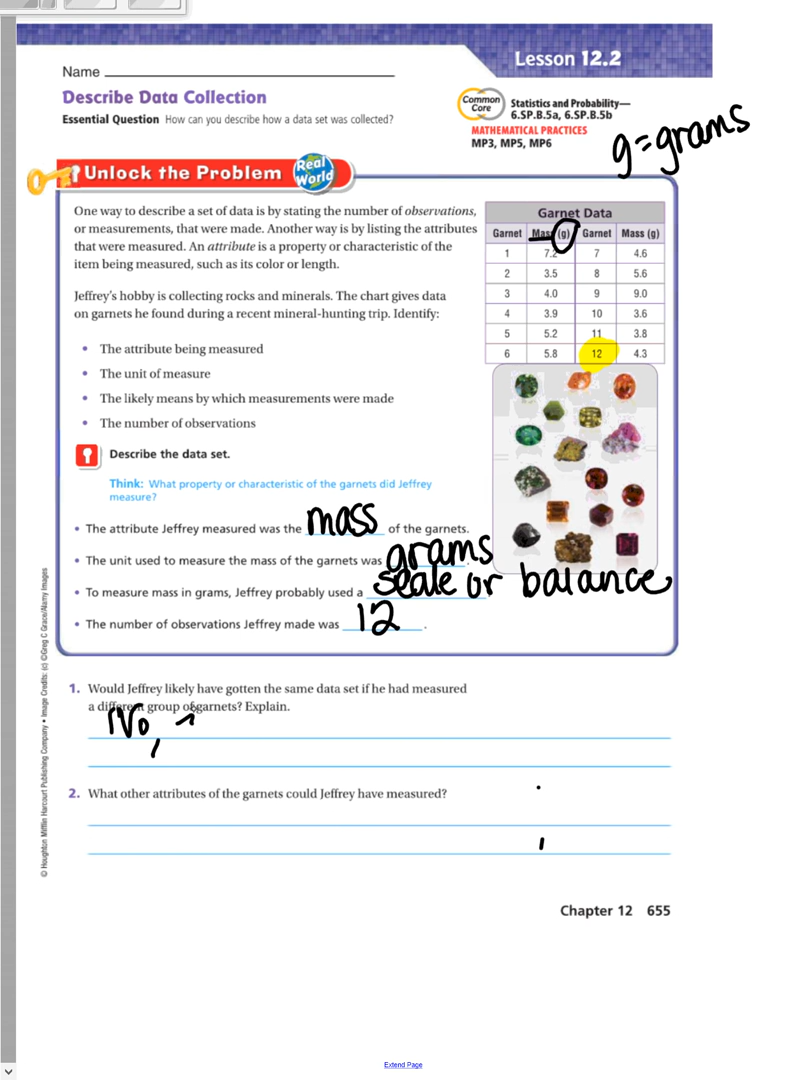 Lesson 12.2
Name
Describe Data Collection
Essential Question How can you describe how a data set was collected?
Common Core
Statistics and Probability—
6.SP.B.5a, 6.SP.B.5b
MATHEMATICAL PRACTICES
MP3, MP5, MP6
g=grams
Unlock the Problem
Real World
One way to describe a set of data is by stating the number of observations,
or measurements, that were made. Another way is by listing the attributes
that were measured. An attribute is a property or characteristic of the
item being measured, such as its color or length.
Jeffrey's hobby is collecting rocks and minerals. The chart gives data
on garnets he found during a recent mineral-hunting trip. Identify:
• The attribute being measured
• The unit of measure
• The likely means by which measurements were made
• The number of observations
Garnet Data
Garnet Mass (g) Garnet Mass (g)
1 7.2 7 4.6
2 3.5 8 5.6
3 4.0 9 9.0
4 3.9 10 3.6
5 5.2 11 3.8
6 5.8 12 4.3
Describe the data set.
Think: What property or characteristic of the garnets did Jeffrey
measure?
• The attribute Jeffrey measured was the mass of the garnets.
• The unit used to measure the mass of the garnets was grams.
• To measure mass in grams, Jeffrey probably used a scale or balance
• The number of observations Jeffrey made was 12.
1. Would Jeffrey likely have gotten the same data set if he had measured
a different group of garnets? Explain.
No,
2. What other attributes of the garnets could Jeffrey have measured?
© Houghton Mifflin Harcourt Publishing Company • Image Credits: (c) ©Greg C Grace/Alamy Images
Chapter 12 655
Extend Page